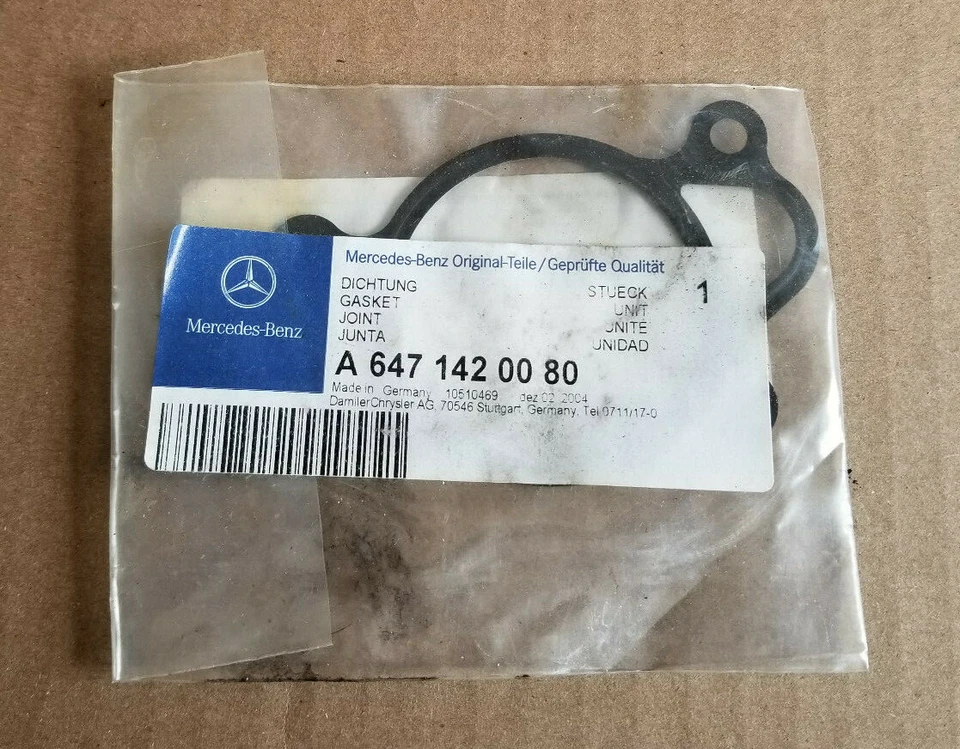 Mercedes-Benz
Mercedes-Benz Original-Teile/Geprüfte Qualität
DICHTUNG STUECK 1
GASKET UNIT
JOINT UNITÉ
JUNTA UNIDAD
A 647 142 00 80
Made in Germany 10510469 dez 02 2004
DaimlerChrysler AG, 70546 Stuttgart, Germany, Tel 0711/17-0